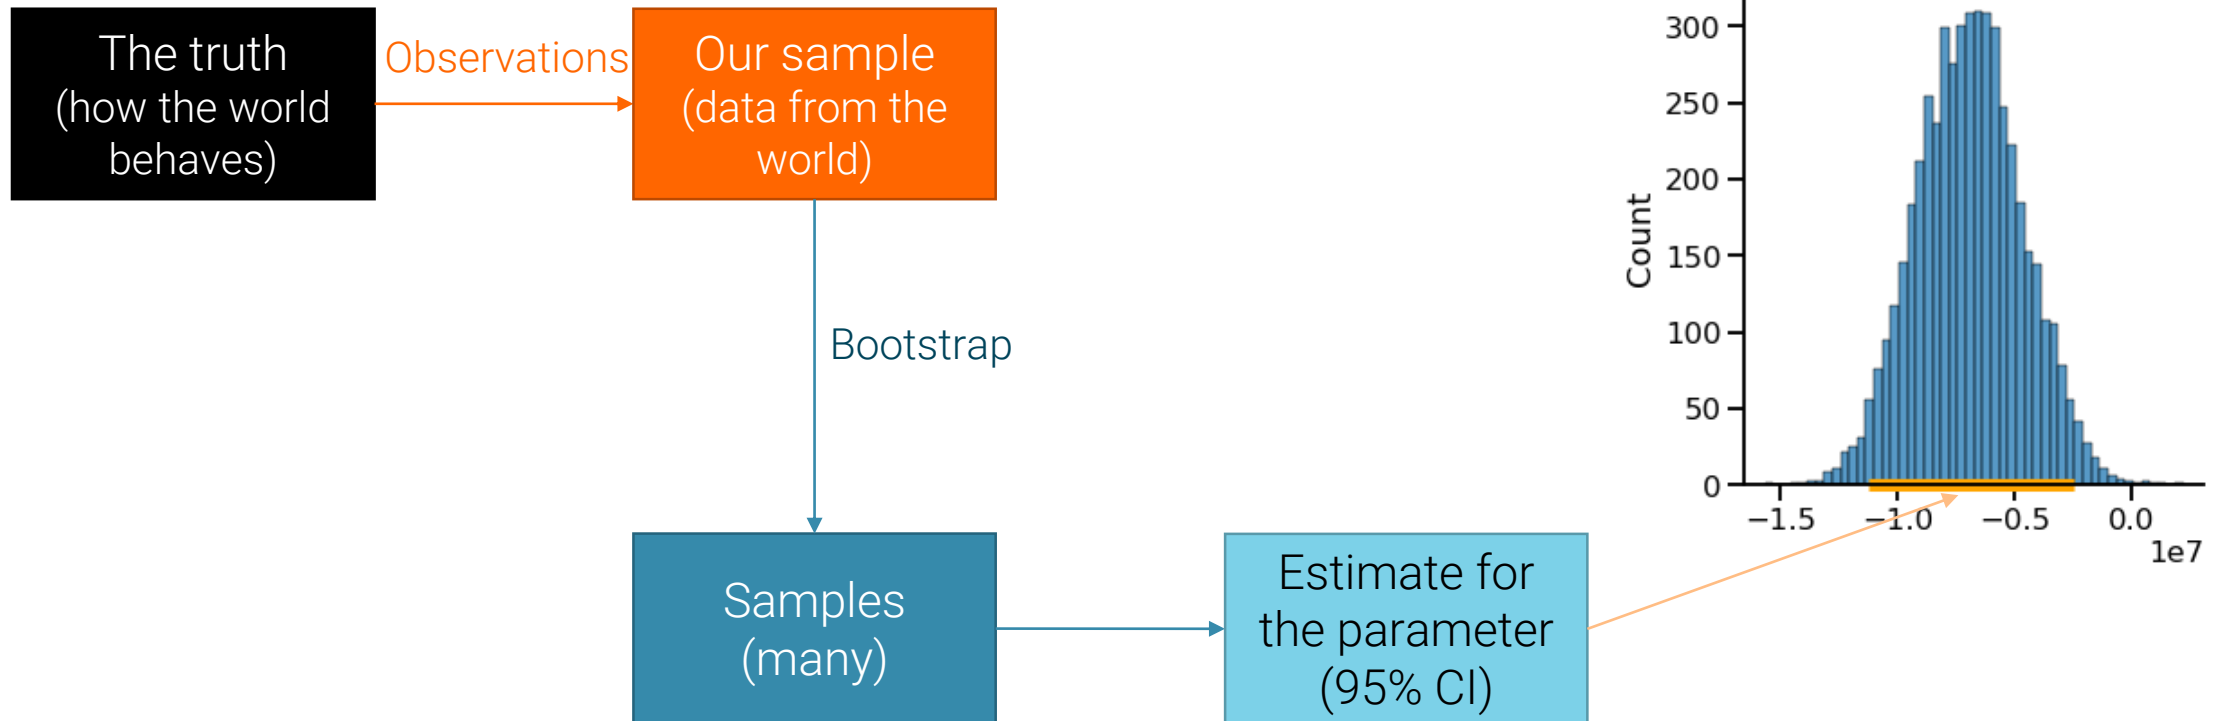 The truth
(how the world
behaves)
Observations
Our sample
(data from the
world)
Bootstrap
Samples
(many)
Estimate for
the parameter
(95% CI)
Count
300
250
200
150
100
50
0
−1.5
−1.0
−0.5
0.0
1e7